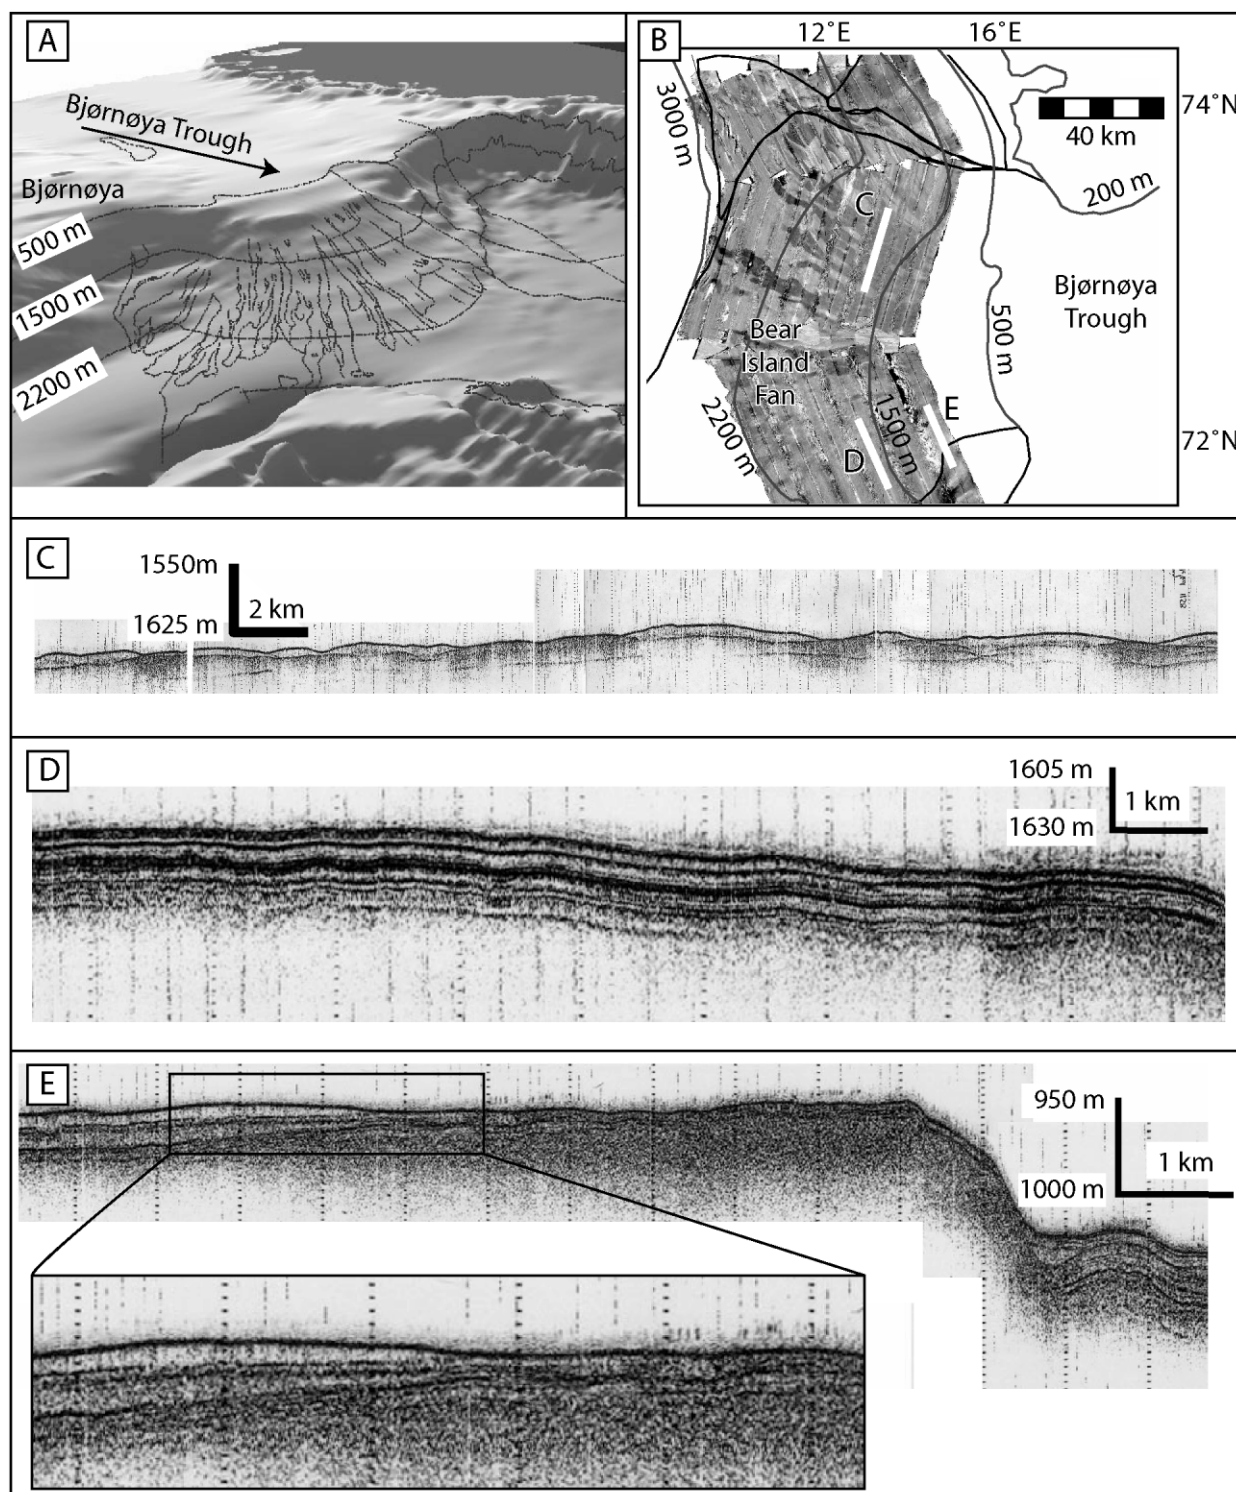 A
Bjørnøya Trough
Bjørnøya
500 m
1500 m
2200 m
B
12°E
16°E
74°N
72°N
3000 m
40 km
200 m
C
Bjørnøya
Trough
500 m
Bear
Island
Fan
2200 m
1500 m
D
E
C
1550m
1625 m
2 km
D
1605 m
1630 m
1 km
E
950 m
1000 m
1 km